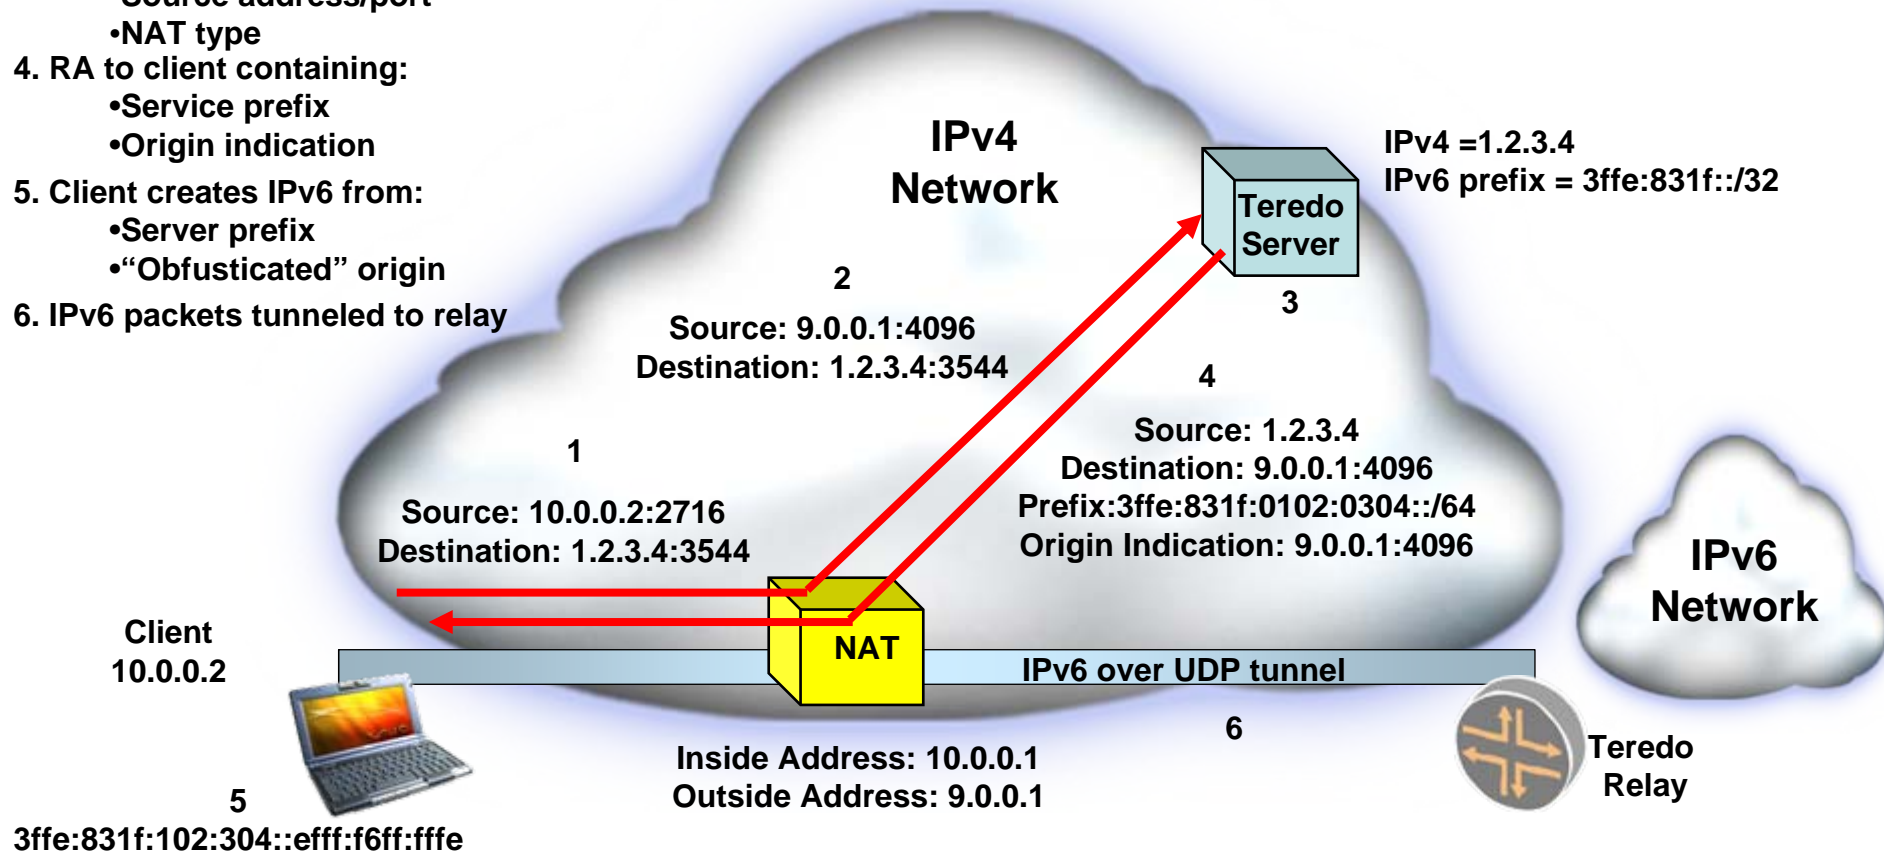 •Source address/port
•NAT type
4. RA to client containing:
•Service prefix
•Origin indication
5. Client creates IPv6 from:
•Server prefix
•“Obfusticated” origin
6. IPv6 packets tunneled to relay
IPv4
Network
IPv4 =1.2.3.4
IPv6 prefix = 3ffe:831f::/32
Teredo
Server
3
2
Source: 9.0.0.1:4096
Destination: 1.2.3.4:3544
4
Source: 1.2.3.4
Destination: 9.0.0.1:4096
Prefix:3ffe:831f:0102:0304::/64
Origin Indication: 9.0.0.1:4096
1
Source: 10.0.0.2:2716
Destination: 1.2.3.4:3544
IPv6
Network
Client
10.0.0.2
NAT
IPv6 over UDP tunnel
6
Inside Address: 10.0.0.1
Outside Address: 9.0.0.1
Teredo
Relay
5
3ffe:831f:102:304::efff:f6ff:fffe